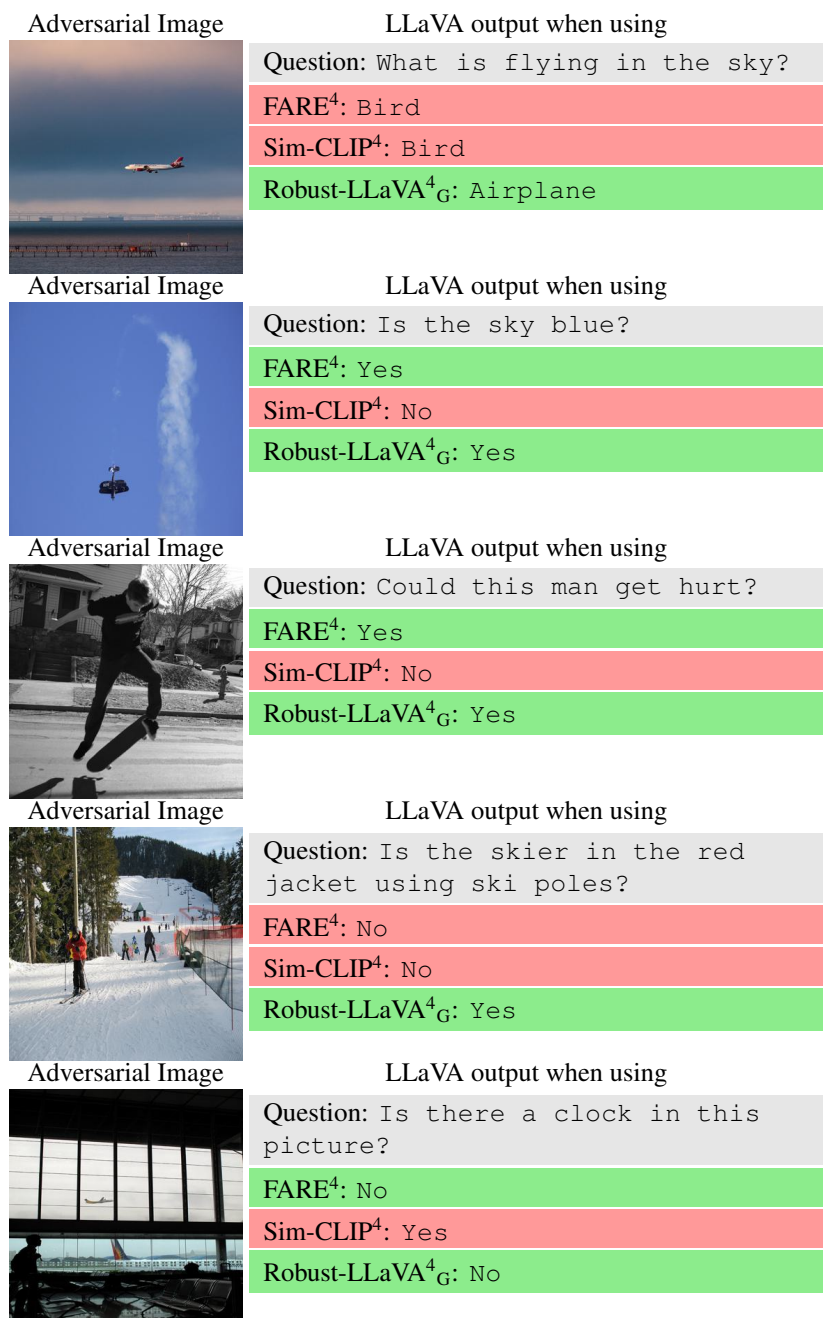 Adversarial Image
LLaVA output when using
Question: What is flying in the sky?
FARE⁴: Bird
Sim-CLIP⁴: Bird
Robust-LLaVA⁴G: Airplane
Adversarial Image
LLaVA output when using
Question: Is the sky blue?
FARE⁴: Yes
Sim-CLIP⁴: No
Robust-LLaVA⁴G: Yes
Adversarial Image
LLaVA output when using
Question: Could this man get hurt?
FARE⁴: Yes
Sim-CLIP⁴: No
Robust-LLaVA⁴G: Yes
Adversarial Image
LLaVA output when using
Question: Is the skier in the red
jacket using ski poles?
FARE⁴: No
Sim-CLIP⁴: No
Robust-LLaVA⁴G: Yes
Adversarial Image
LLaVA output when using
Question: Is there a clock in this
picture?
FARE⁴: No
Sim-CLIP⁴: Yes
Robust-LLaVA⁴G: No